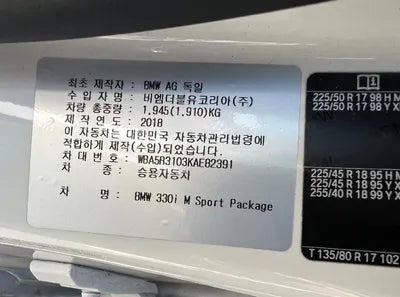 최초 제작자 : BMW AG 독일
수 입 자 명 : 비엠더블유코리아(주)
차량 총중량 : 1,945(1,910)KG
제 작 연 도 : 2018
이 자동차는 대한민국 자동차관리법령에
적합하게 제작(수입)되었습니다.
차 대 번 호 : WBA5R3103KAE82391
차 종 : 승용자동차
차 명 : BMW 330i M Sport Package
225/50 R 17 98 H M
225/50 R 17 98 Y X
225/45 R 18 95 H
225/45 R 18 95 Y X
255/40 R 18 99 Y X
T 135/80 R 17 102